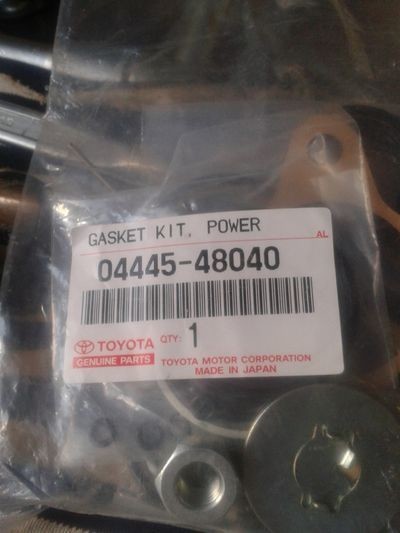 GASKET KIT, POWER
AL
04445-48040
TOYOTA QTY: 1
GENUINE PARTS TOYOTA MOTOR CORPORATION
MADE IN JAPAN